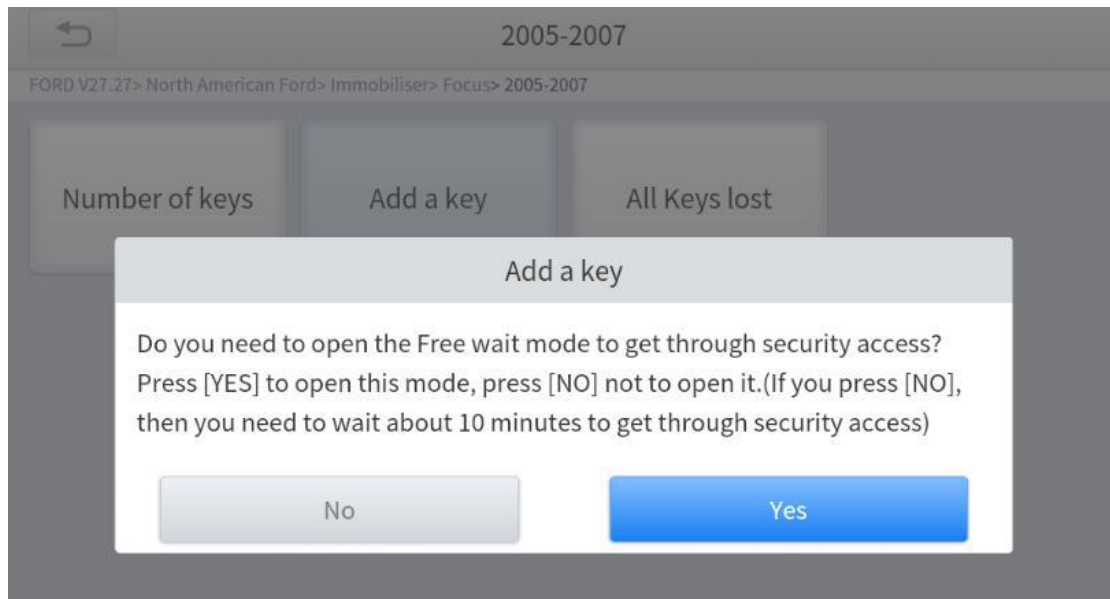 2005-2007
FORD V27.27> North American Ford> Immobiliser> Focus> 2005-2007
Number of keys
Add a key
All Keys lost
Add a key
Do you need to open the Free wait mode to get through security access?
Press [YES] to open this mode, press [NO] not to open it.(If you press [NO],
then you need to wait about 10 minutes to get through security access)
No
Yes